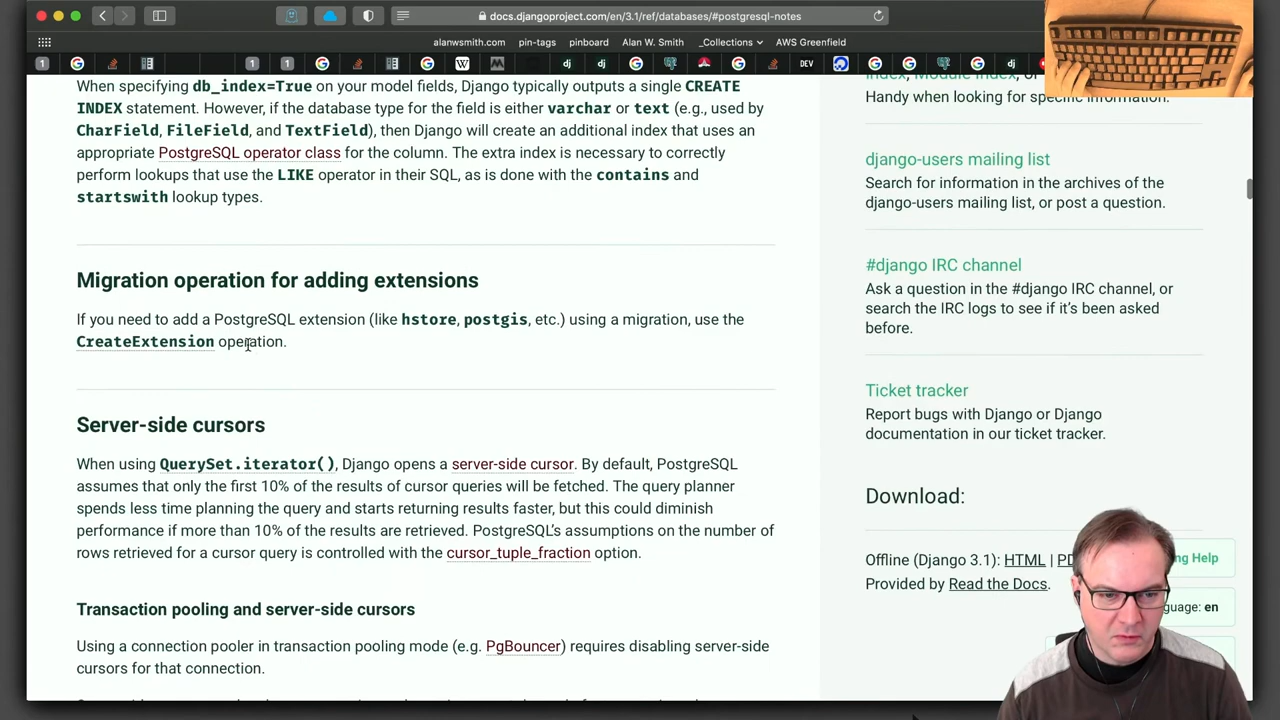 docs.djangoproject.com/en/3.1/ref/databases/#postgresql-notes
alanwsmith.com pin-tags pinboard Alan W. Smith _Collections AWS Greenfield
1 1 1 W dj dj dj DEV dj
When specifying db_index=True on your model fields, Django typically outputs a single CREATE
INDEX statement. However, if the database type for the field is either varchar or text (e.g., used by
CharField, FileField, and TextField), then Django will create an additional index that uses an
appropriate PostgreSQL operator class for the column. The extra index is necessary to correctly
perform lookups that use the LIKE operator in their SQL, as is done with the contains and
startswith lookup types.
Migration operation for adding extensions
If you need to add a PostgreSQL extension (like hstore, postgis, etc.) using a migration, use the
CreateExtension operation.
Server-side cursors
When using QuerySet.iterator(), Django opens a server-side cursor. By default, PostgreSQL
assumes that only the first 10% of the results of cursor queries will be fetched. The query planner
spends less time planning the query and starts returning results faster, but this could diminish
performance if more than 10% of the results are retrieved. PostgreSQL's assumptions on the number of
rows retrieved for a cursor query is controlled with the cursor_tuple_fraction option.
Transaction pooling and server-side cursors
Using a connection pooler in transaction pooling mode (e.g. PgBouncer) requires disabling server-side
cursors for that connection.
Index, Module Index, or
Handy when looking for specific information.
django-users mailing list
Search for information in the archives of the
django-users mailing list, or post a question.
#django IRC channel
Ask a question in the #django IRC channel, or
search the IRC logs to see if it's been asked
before.
Ticket tracker
Report bugs with Django or Django
documentation in our ticket tracker.
Download:
Offline (Django 3.1): HTML | PD
Provided by Read the Docs.
ng Help
guage: en